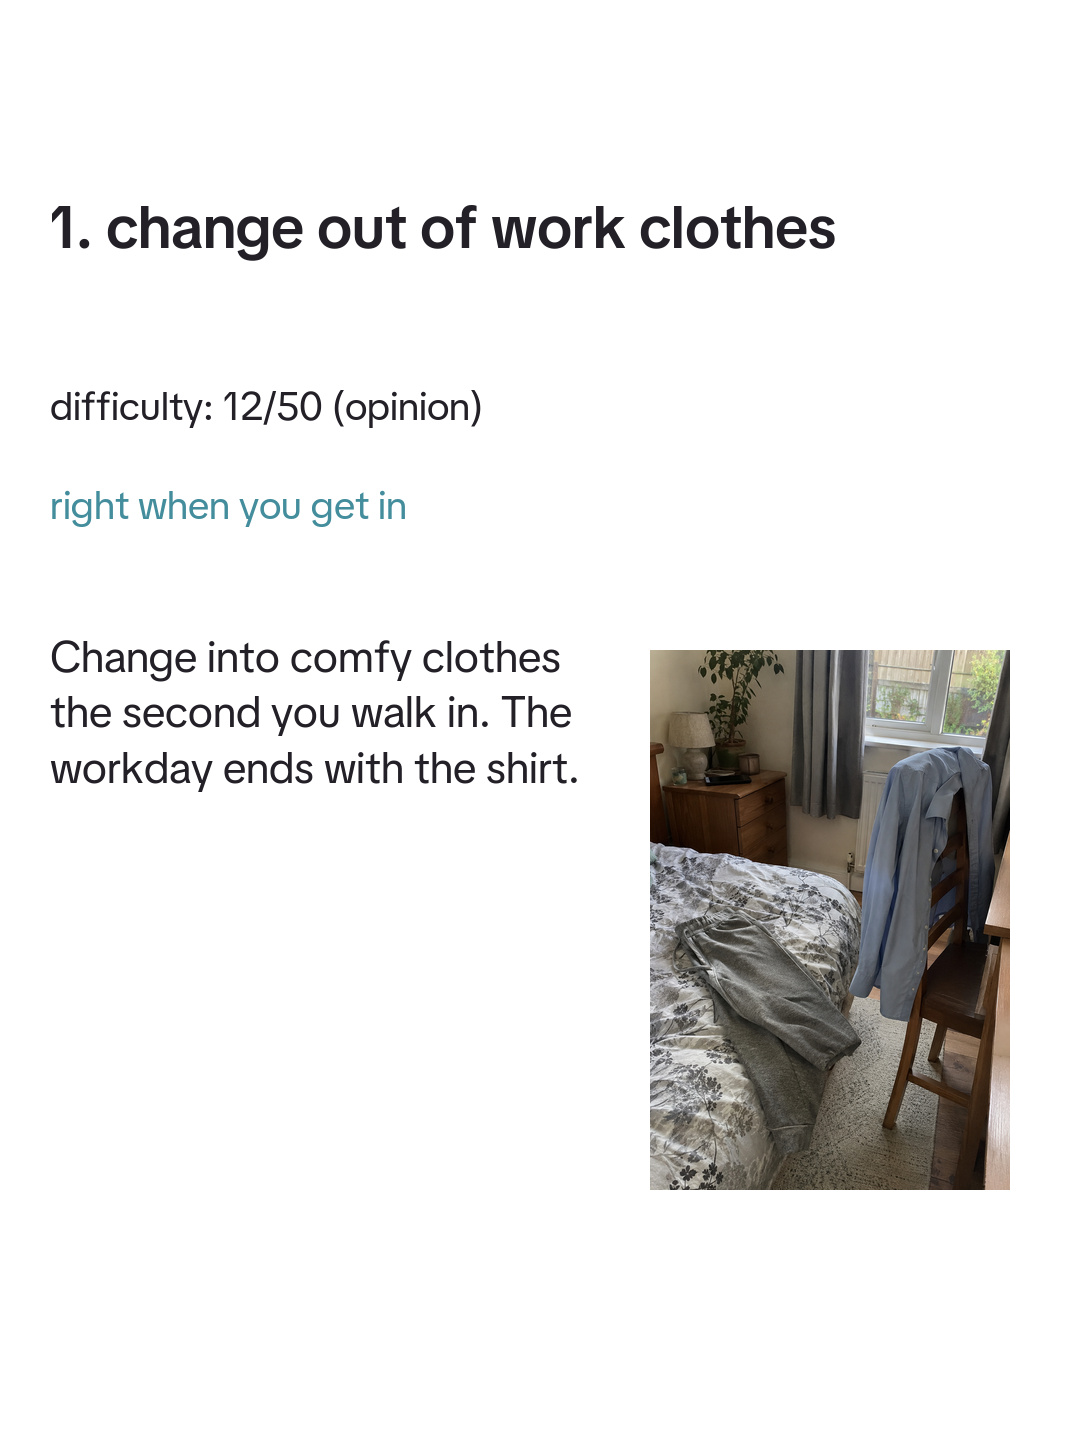 1. change out of work clothes
difficulty: 12/50 (opinion)
right when you get in
Change into comfy clothes
the second you walk in. The
workday ends with the shirt.